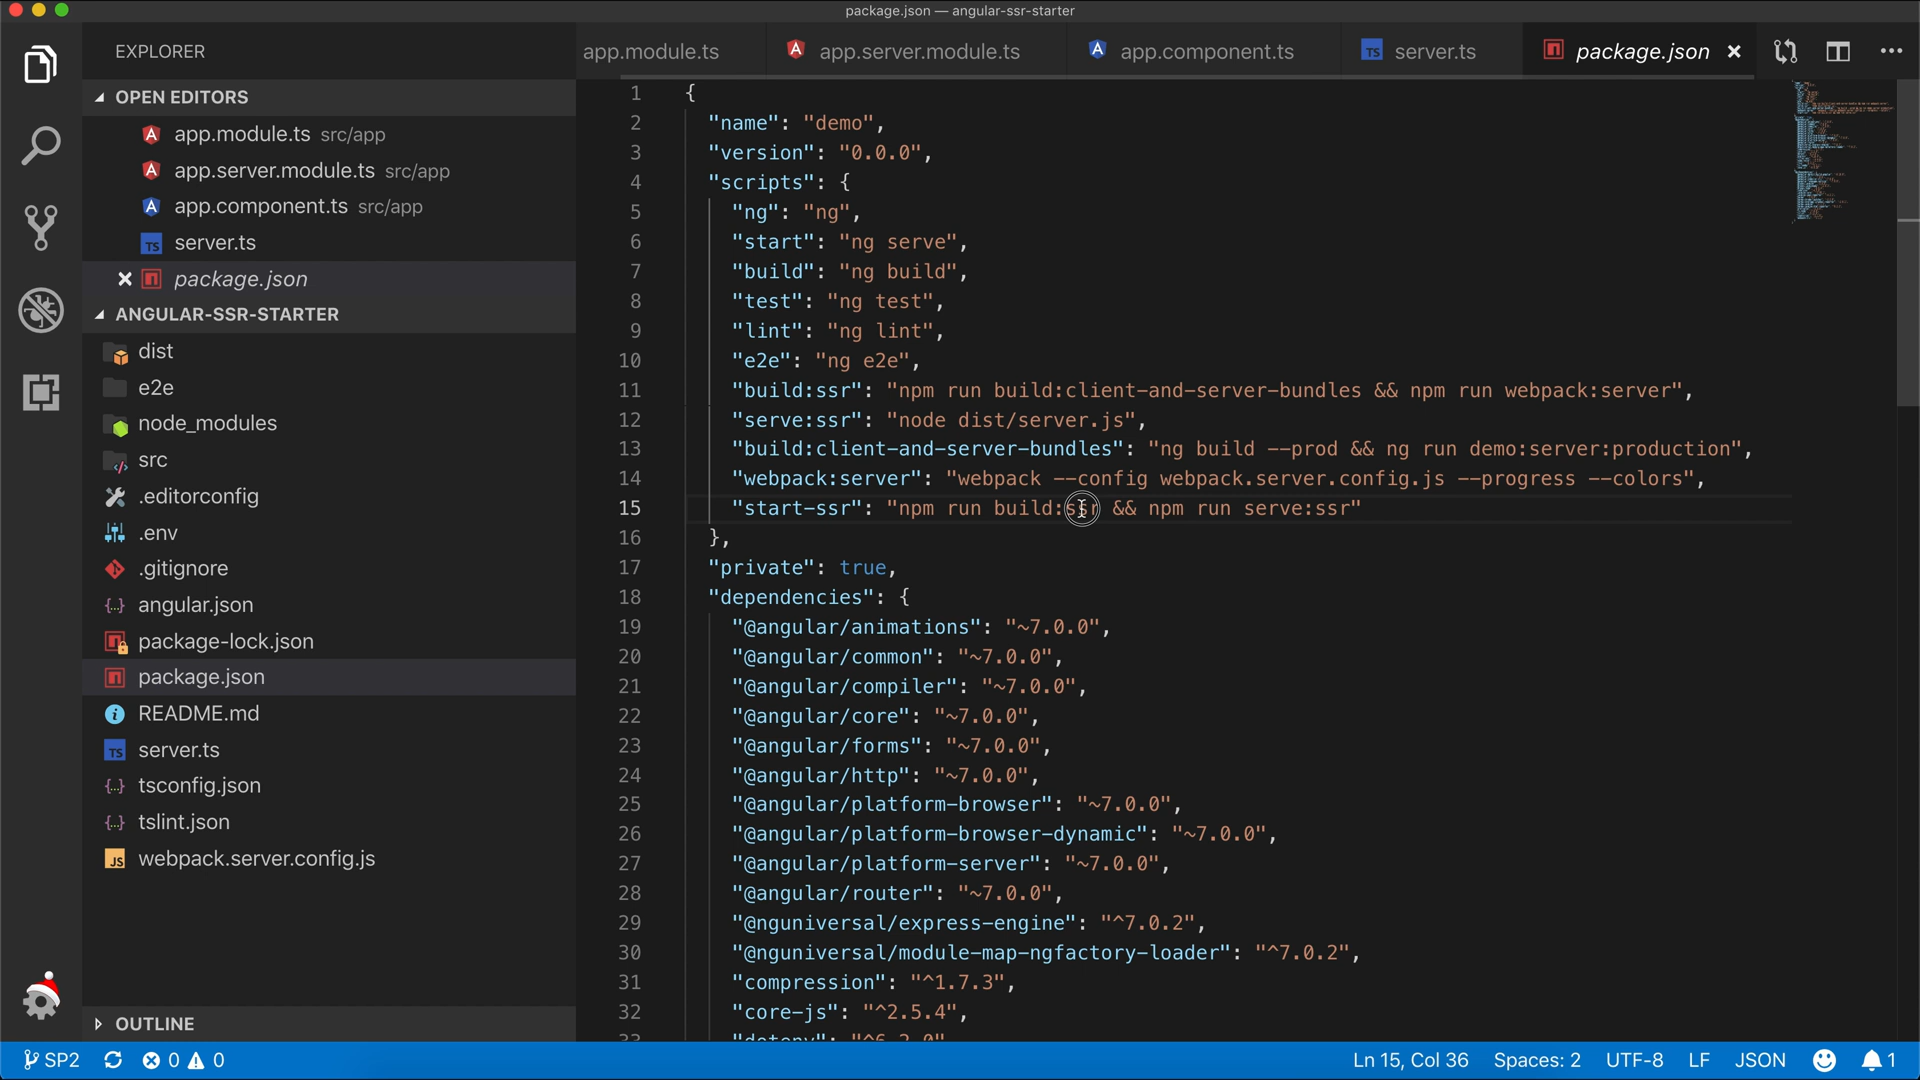 package.json — angular-ssr-starter
EXPLORER
app.module.ts
app.server.module.ts
app.component.ts
server.ts
package.json
OPEN EDITORS
app.module.ts src/app
app.server.module.ts src/app
app.component.ts src/app
server.ts
package.json
ANGULAR-SSR-STARTER
dist
e2e
node_modules
src
.editorconfig
.env
.gitignore
angular.json
package-lock.json
package.json
README.md
server.ts
tsconfig.json
tslint.json
webpack.server.config.js
OUTLINE
1 {
2 "name": "demo",
3 "version": "0.0.0",
4 "scripts": {
5 "ng": "ng",
6 "start": "ng serve",
7 "build": "ng build",
8 "test": "ng test",
9 "lint": "ng lint",
10 "e2e": "ng e2e",
11 "build:ssr": "npm run build:client-and-server-bundles && npm run webpack:server",
12 "serve:ssr": "node dist/server.js",
13 "build:client-and-server-bundles": "ng build --prod && ng run demo:server:production",
14 "webpack:server": "webpack --config webpack.server.config.js --progress --colors",
15 "start-ssr": "npm run build:ssr && npm run serve:ssr"
16 },
17 "private": true,
18 "dependencies": {
19 "@angular/animations": "~7.0.0",
20 "@angular/common": "~7.0.0",
21 "@angular/compiler": "~7.0.0",
22 "@angular/core": "~7.0.0",
23 "@angular/forms": "~7.0.0",
24 "@angular/http": "~7.0.0",
25 "@angular/platform-browser": "~7.0.0",
26 "@angular/platform-browser-dynamic": "~7.0.0",
27 "@angular/platform-server": "~7.0.0",
28 "@angular/router": "~7.0.0",
29 "@nguniversal/express-engine": "^7.0.2",
30 "@nguniversal/module-map-ngfactory-loader": "^7.0.2",
31 "compression": "^1.7.3",
32 "core-js": "^2.5.4",
SP2 0 0 Ln 15, Col 36 Spaces: 2 UTF-8 LF JSON 1